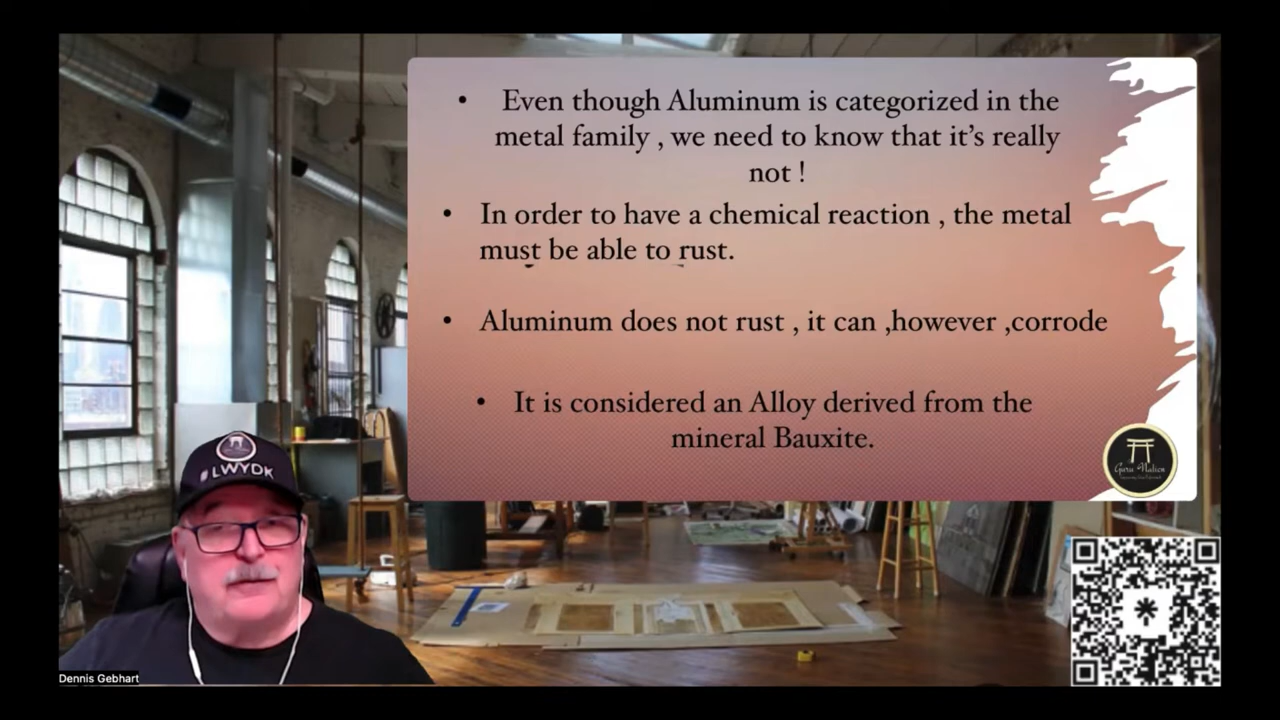 • Even though Aluminum is categorized in the
metal family , we need to know that it’s really
not !
• In order to have a chemical reaction , the metal
must be able to rust.
• Aluminum does not rust , it can ,however ,corrode
• It is considered an Alloy derived from the
mineral Bauxite.
Guru Nation
#LWYDK
Dennis Gebhart